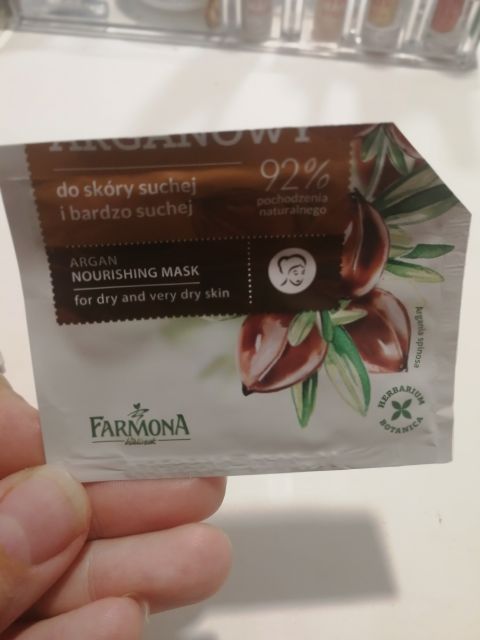 ARGANOWY
do skóry suchej
i bardzo suchej
92%
pochodzenia
naturalnego
ARGAN
NOURISHING MASK
for dry and very dry skin
Argania spinosa
FARMONA
HERBARIUM
BOTANICA